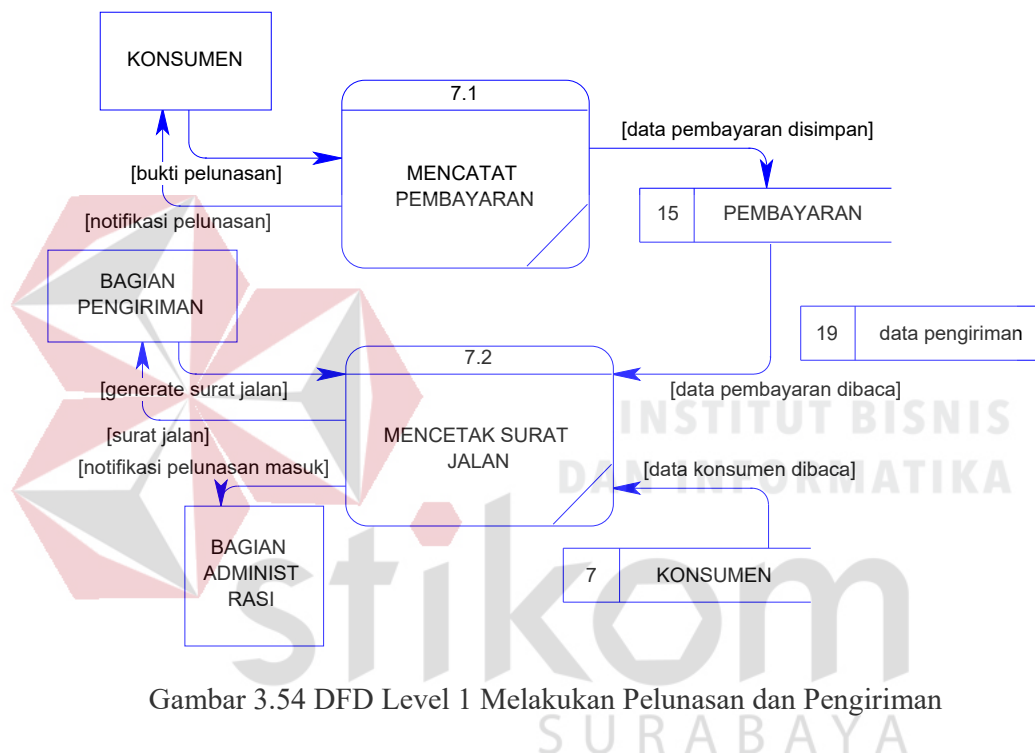 KONSUMEN
7.1
[data pembayaran disimpan]
[bukti pelunasan]
MENCATAT
PEMBAYARAN
[notifikasi pelunasan]
15 PEMBAYARAN
BAGIAN
PENGIRIMAN
19 data pengiriman
7.2
[generate surat jalan]
[data pembayaran dibaca]
INSTITUT BISNIS
[surat jalan]
MENCETAK SURAT
JALAN
[notifikasi pelunasan masuk]
[data konsumen dibaca]
DAN INFORMATIKA
BAGIAN
ADMINIST
RASI
7 KONSUMEN
stikom
Gambar 3.54 DFD Level 1 Melakukan Pelunasan dan Pengiriman
SURABAYA